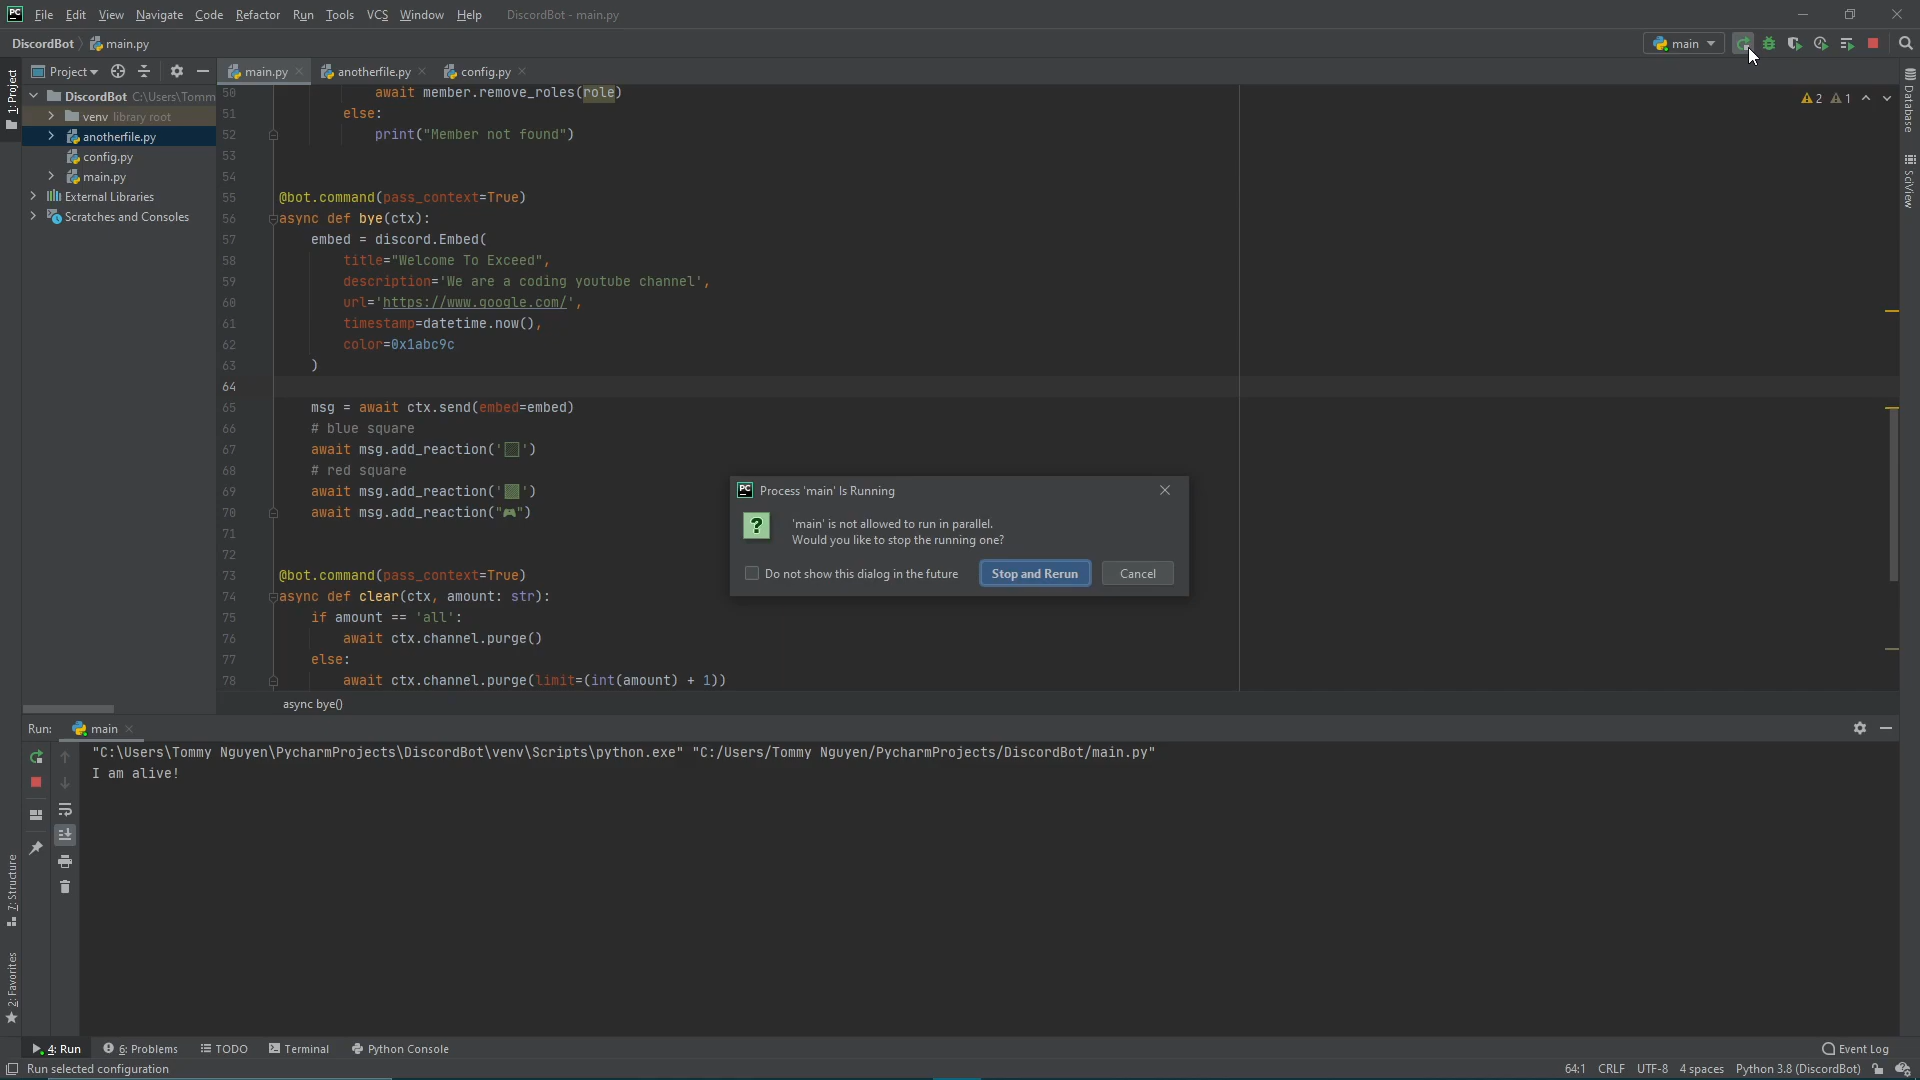 PC File Edit View Navigate Code Refactor Run Tools VCS Window Help DiscordBot - main.py
DiscordBot main.py main
Project main.py anotherfile.py config.py
1: Project
DiscordBot C:\Users\Tomm
venv library root
anotherfile.py
config.py
main.py
External Libraries
Scratches and Consoles
2 1
Database
SciView
50 await member.remove_roles(role)
51 else:
52 print("Member not found")
53
54
55 @bot.command(pass_context=True)
56 async def bye(ctx):
57 embed = discord.Embed(
58 title="Welcome To Exceed",
59 description='We are a coding youtube channel',
60 url='https://www.google.com/',
61 timestamp=datetime.now(),
62 color=0x1abc9c
63 )
64
65 msg = await ctx.send(embed=embed)
66 # blue square
67 await msg.add_reaction('🟦')
68 # red square
69 await msg.add_reaction('🟥')
70 await msg.add_reaction("🎮")
71
72
73 @bot.command(pass_context=True)
74 async def clear(ctx, amount: str):
75 if amount == 'all':
76 await ctx.channel.purge()
77 else:
78 await ctx.channel.purge(limit=(int(amount) + 1))
async bye()
PC Process 'main' Is Running
? 'main' is not allowed to run in parallel.
Would you like to stop the running one?
Do not show this dialog in the future Stop and Rerun Cancel
Run: main
"C:\Users\Tommy Nguyen\PycharmProjects\DiscordBot\venv\Scripts\python.exe" "C:/Users/Tommy Nguyen/PycharmProjects/DiscordBot/main.py"
I am alive!
7: Structure
2: Favorites
4: Run 6: Problems TODO Terminal Python Console Event Log
Run selected configuration 64:1 CRLF UTF-8 4 spaces Python 3.8 (DiscordBot)